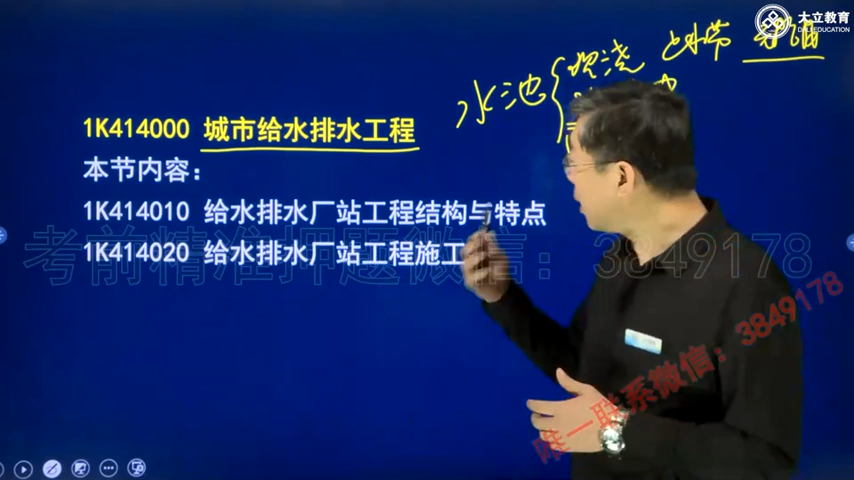 大立教育
DALI EDUCATION
水池 现浇 止水带
1K414000 城市给水排水工程
本节内容：
1K414010 给水排水厂站工程结构与特点
1K414020 给水排水厂站工程施工
考前精准押题微信：3849178
唯一联系微信：3849178